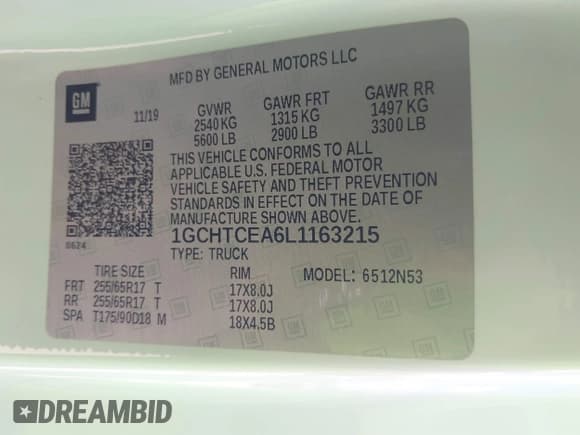 MFD BY GENERAL MOTORS LLC
GM
11/19 GVWR GAWR FRT GAWR RR
2540 KG 1315 KG 1497 KG
5600 LB 2900 LB 3300 LB
THIS VEHICLE CONFORMS TO ALL
APPLICABLE U.S. FEDERAL MOTOR
VEHICLE SAFETY AND THEFT PREVENTION
STANDARDS IN EFFECT ON THE DATE OF
MANUFACTURE SHOWN ABOVE.
0624
1GCHTCEA6L1163215
TYPE: TRUCK MODEL: 6512N53
TIRE SIZE RIM
FRT 255/65R17 T 17X8.0J
RR 255/65R17 T 17X8.0J
SPA T175/90D18 M 18X4.5B
DREAMBID